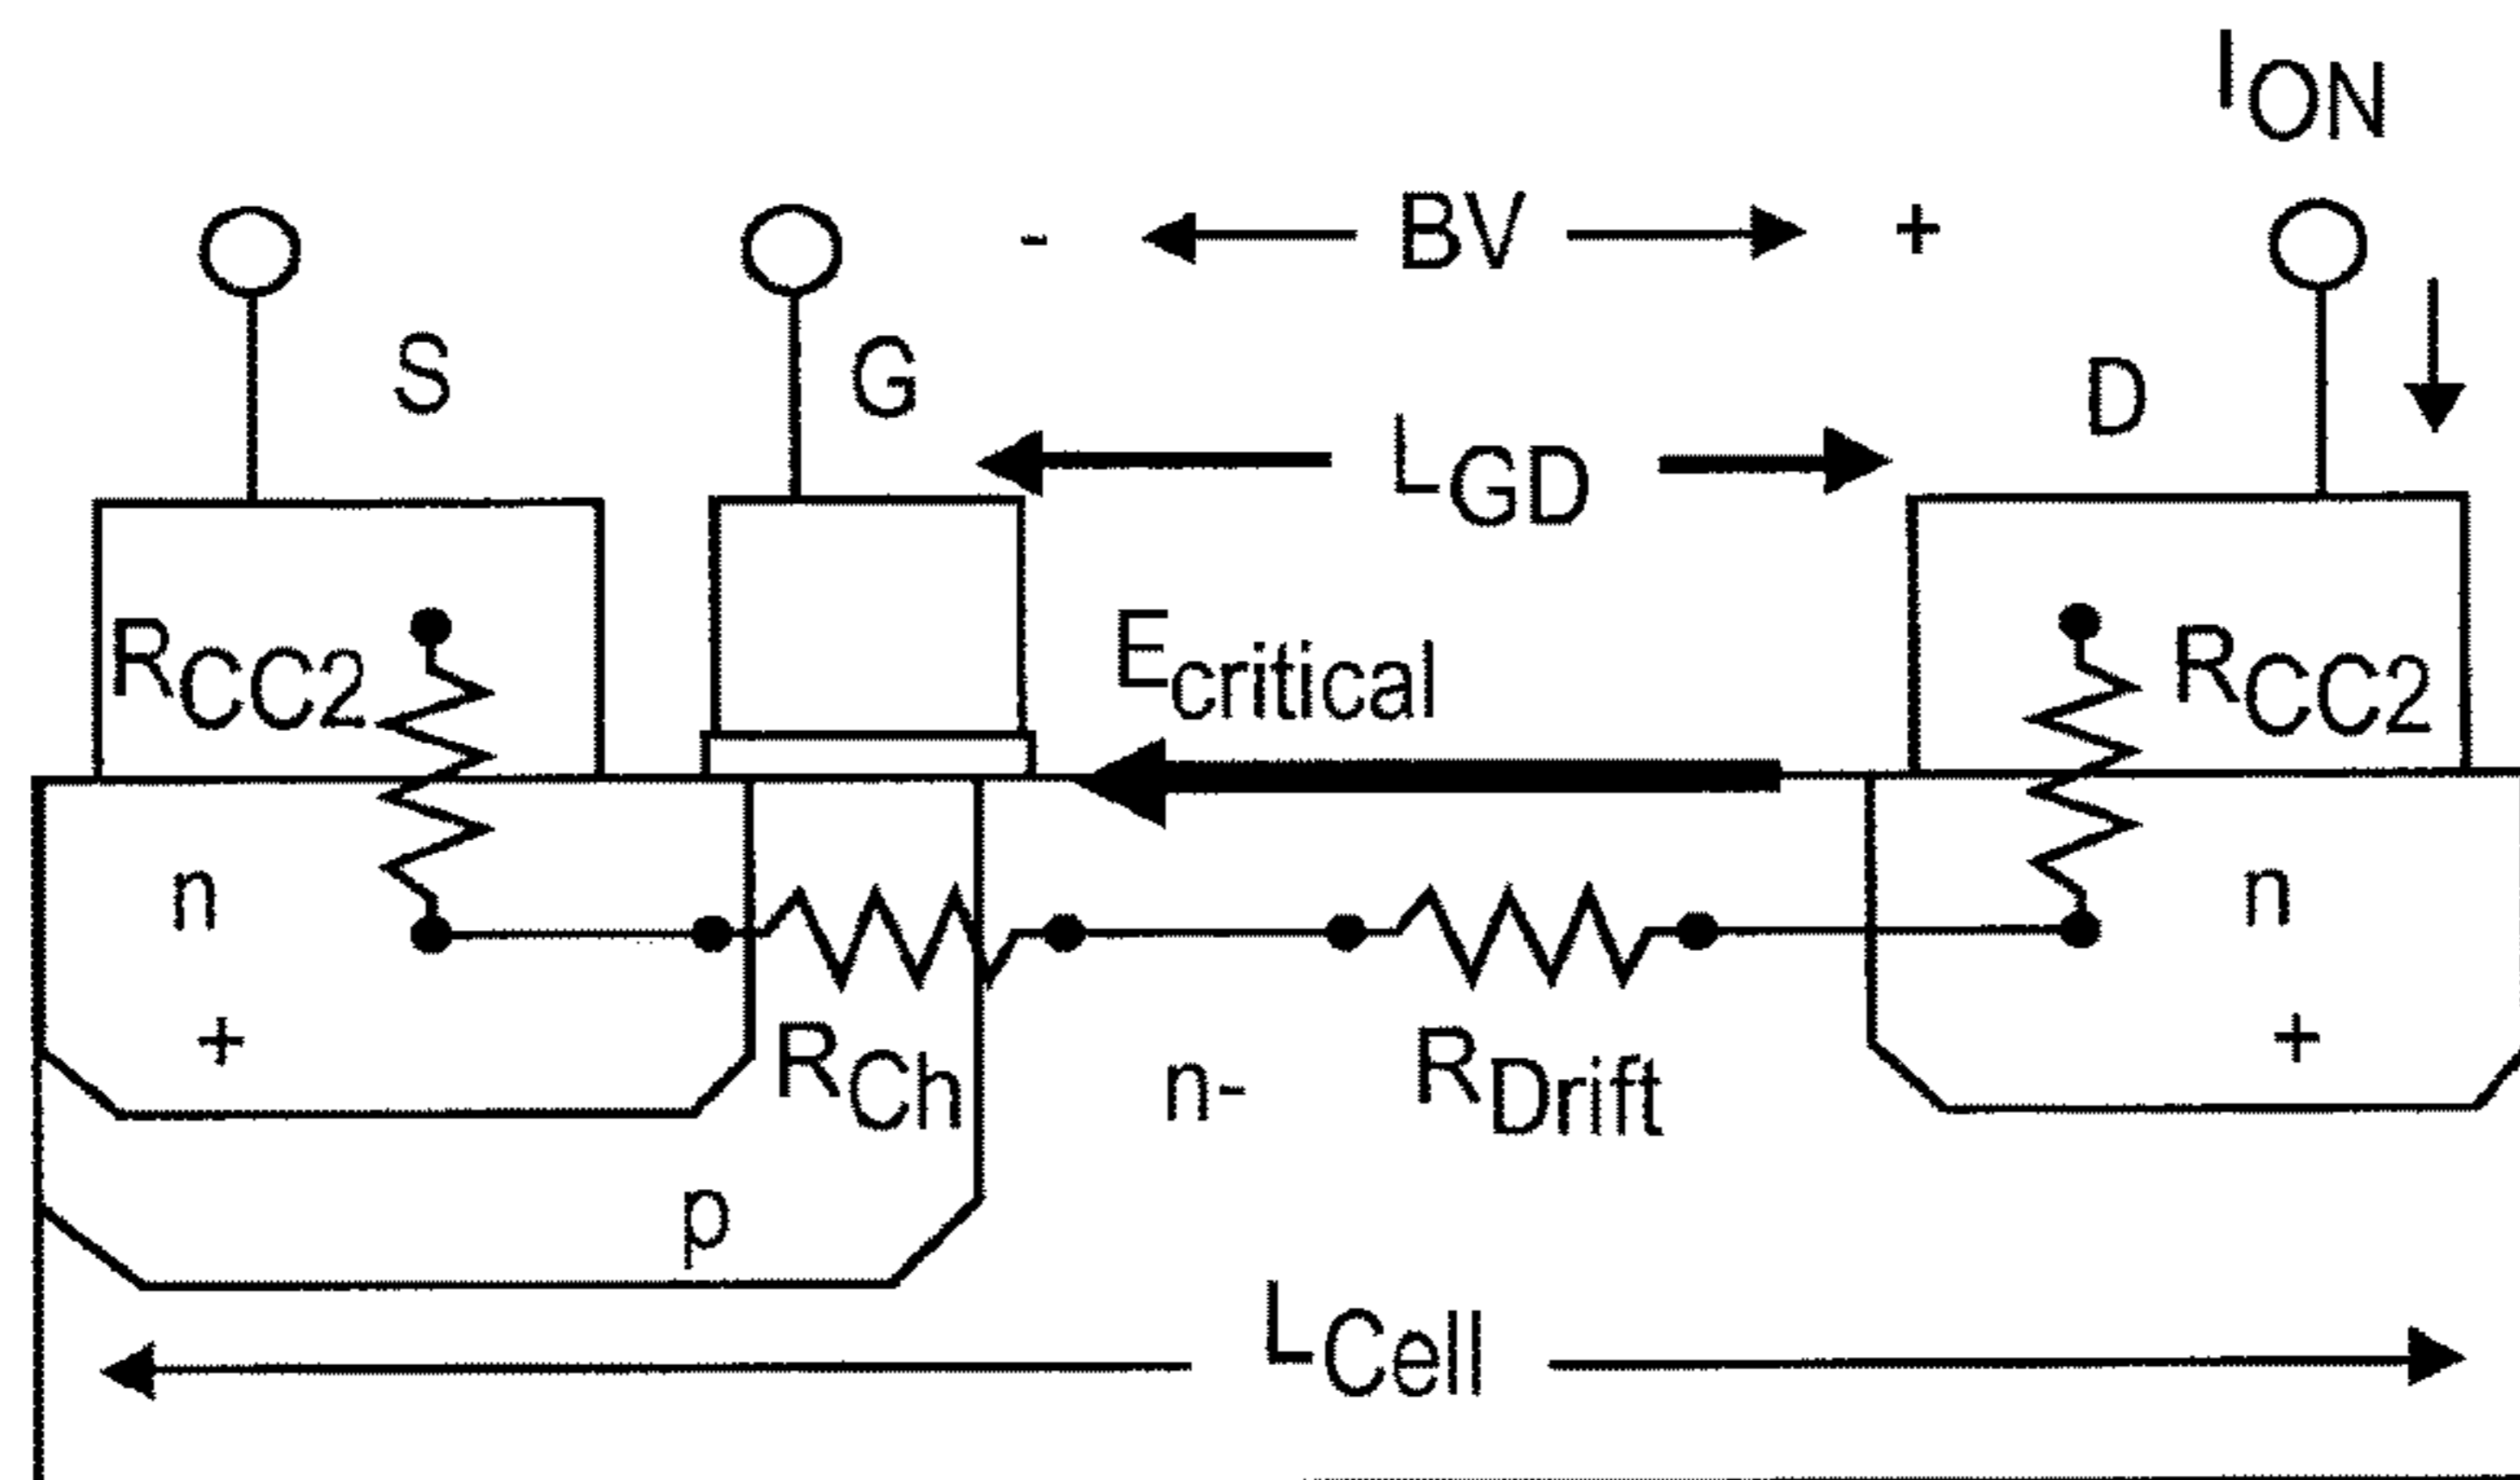 I_ON
- BV +
S
G
L_GD
D
R_CC2
E_critical
R_CC2
n
n
+
R_Ch
n-
R_Drift
+
p
L_Cell